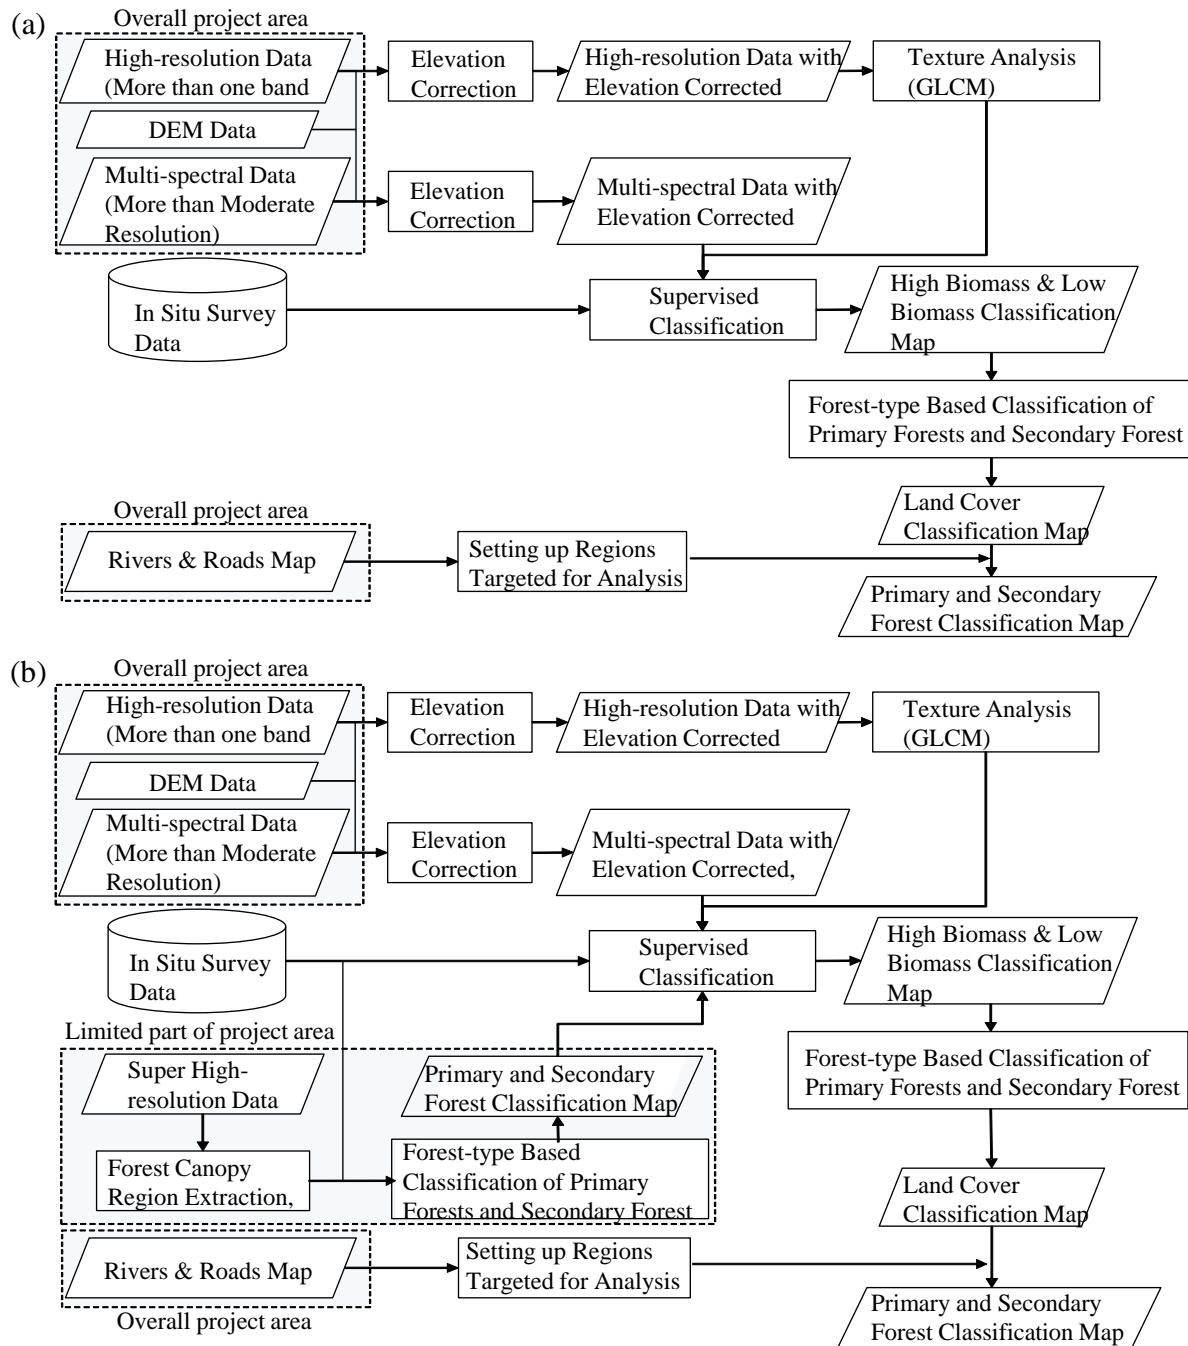 (a)
Overall project area
High-resolution Data
(More than one band
Elevation
Correction
High-resolution Data with
Elevation Corrected
Texture Analysis
(GLCM)
DEM Data
Multi-spectral Data
(More than Moderate
Resolution)
Elevation
Correction
Multi-spectral Data with
Elevation Corrected
In Situ Survey
Data
Supervised
Classification
High Biomass & Low
Biomass Classification
Map
Forest-type Based Classification of
Primary Forests and Secondary Forest
Land Cover
Classification Map
Overall project area
Rivers & Roads Map
Setting up Regions
Targeted for Analysis
Primary and Secondary
Forest Classification Map
(b)
Overall project area
High-resolution Data
(More than one band
Elevation
Correction
High-resolution Data with
Elevation Corrected
Texture Analysis
(GLCM)
DEM Data
Multi-spectral Data
(More than Moderate
Resolution)
Elevation
Correction
Multi-spectral Data with
Elevation Corrected,
In Situ Survey
Data
Supervised
Classification
High Biomass & Low
Biomass Classification
Map
Limited part of project area
Super High-
resolution Data
Primary and Secondary
Forest Classification Map
Forest-type Based Classification of
Primary Forests and Secondary Forest
Forest Canopy
Region Extraction,
Forest-type Based
Classification of Primary
Forests and Secondary Forest
Land Cover
Classification Map
Rivers & Roads Map
Setting up Regions
Targeted for Analysis
Overall project area
Primary and Secondary
Forest Classification Map